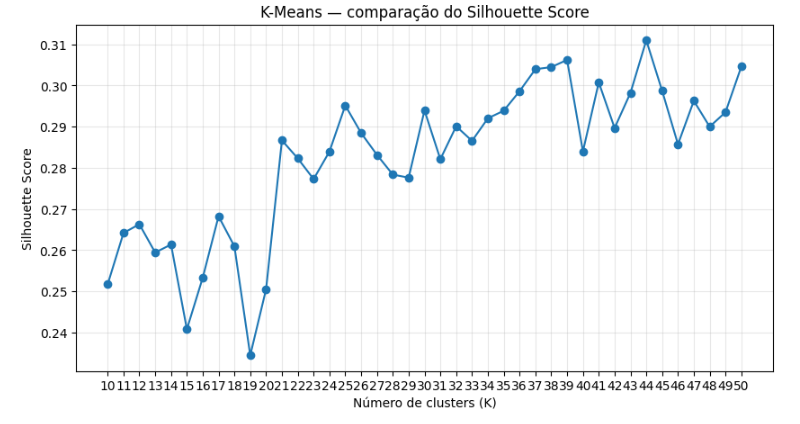 K-Means — comparação do Silhouette Score
Silhouette Score
0.31
0.30
0.29
0.28
0.27
0.26
0.25
0.24
10 11 12 13 14 15 16 17 18 19 20 21 22 23 24 25 26 27 28 29 30 31 32 33 34 35 36 37 38 39 40 41 42 43 44 45 46 47 48 49 50
Número de clusters (K)